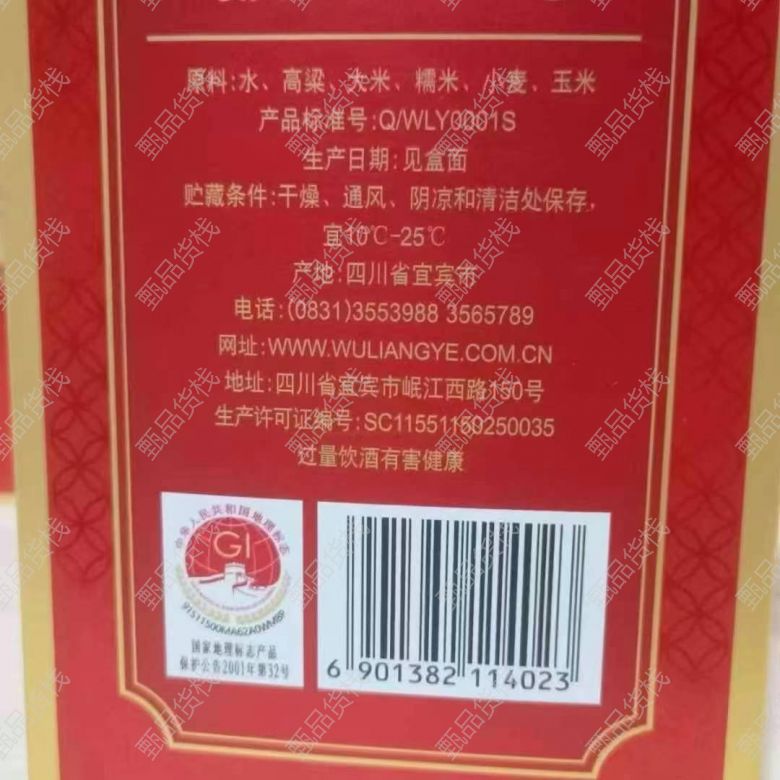 原料:水、高粱、大米、糯米、小麦、玉米
产品标准号:Q/WLY0001S
生产日期:见盒面
贮藏条件:干燥、通风、阴凉和清洁处保存,
宜10℃-25℃
产地:四川省宜宾市
电话:(0831)3553988 3565789
网址:WWW.WULIANGYE.COM.CN
地址:四川省宜宾市岷江西路150号
生产许可证编号:SC11551150250035
过量饮酒有害健康
中华人民共和国地理标志
GI
国家地理标志产品
保护公告2001年第32号
6 901382 114023
甄品货栈